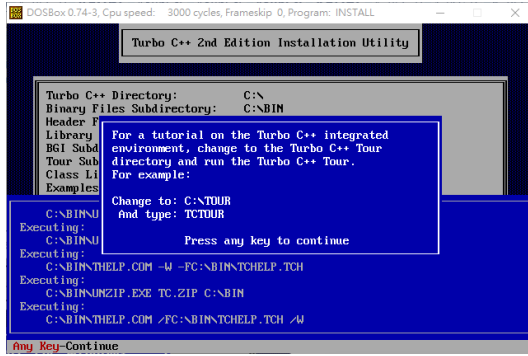 DOSBox 0.74-3, Cpu speed: 3000 cycles, Frameskip 0, Program: INSTALL
Turbo C++ 2nd Edition Installation Utility
Turbo C++ Directory: C:\
Binary Files Subdirectory: C:\BIN
Header F
Library
BGI Subd
Tour Sub
Class Li
Examples
For a tutorial on the Turbo C++ integrated
environment, change to the Turbo C++ Tour
directory and run the Turbo C++ Tour.
For example:
Change to: C:\TOUR
And type: TCTOUR
Press any key to continue
C:\BIN\U
Executing:
C:\BIN\U
Executing:
C:\BIN\THELP.COM -W -FC:\BIN\TCHELP.TCH
Executing:
C:\BIN\UNZIP.EXE TC.ZIP C:\BIN
Executing:
C:\BIN\THELP.COM /FC:\BIN\TCHELP.TCH /W
Any Key-Continue